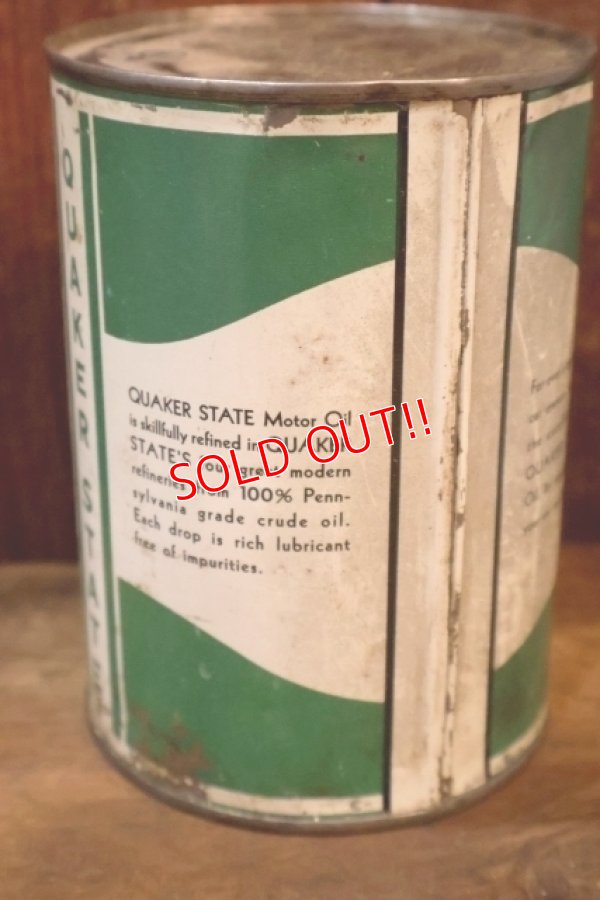 QUAKER STATE
QUAKER STATE Motor Oil
is skillfully refined in QUAKER
STATE'S four great modern
refineries from 100% Penn-
sylvania grade crude oil.
Each drop is rich lubricant
free of impurities.
SOLD OUT!!